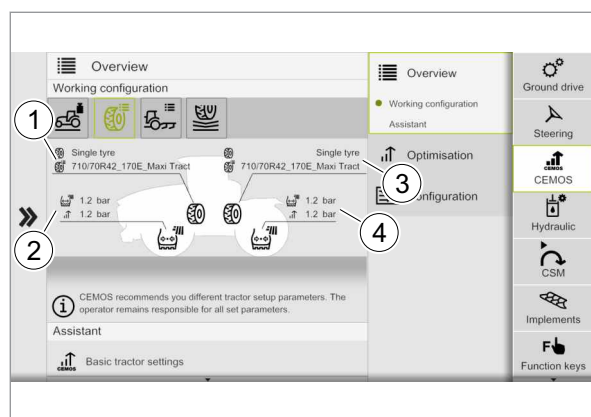 Overview
Working configuration
1
Single tyre
710/70R42_170E_Maxi Tract
Single tyre
710/70R42_170E_Maxi Tract
3
1.2 bar
1.2 bar
2
1.2 bar
1.2 bar
4
CEMOS recommends you different tractor setup parameters. The
operator remains responsible for all set parameters.
Assistant
CEMOS
Basic tractor settings
Overview
Working configuration
Assistant
Optimisation
Configuration
Ground drive
Steering
CEMOS
CEMOS
Hydraulic
CSM
Implements
F
Function keys